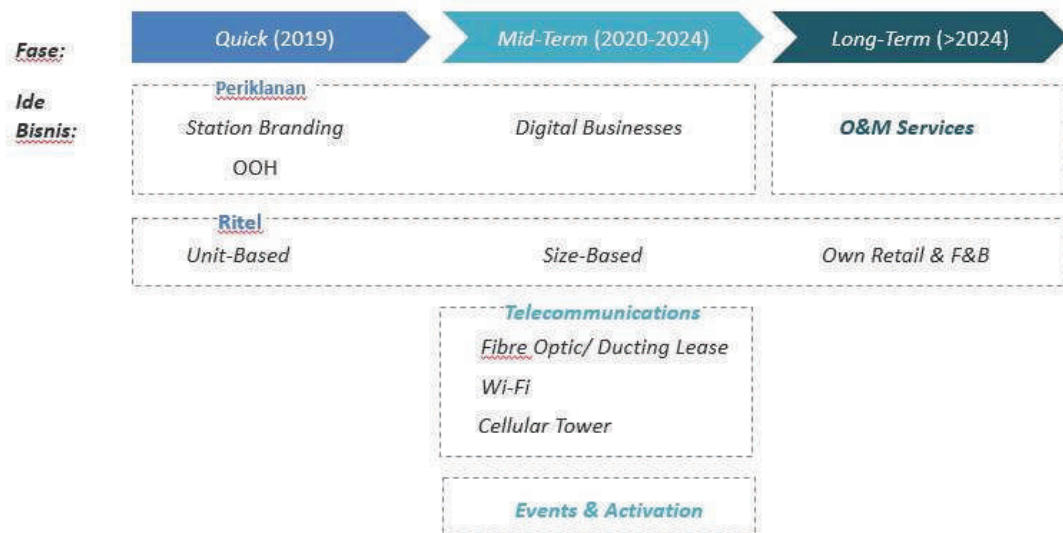 Fase:
Quick (2019)
Mid-Term (2020-2024)
Long-Term (>2024)
Ide
Bisnis:
Periklanan
Station Branding
OOH
Digital Businesses
O&M Services
Ritel
Unit-Based
Size-Based
Own Retail & F&B
Telecommunications
Fibre Optic/ Ducting Lease
Wi-Fi
Cellular Tower
Events & Activation